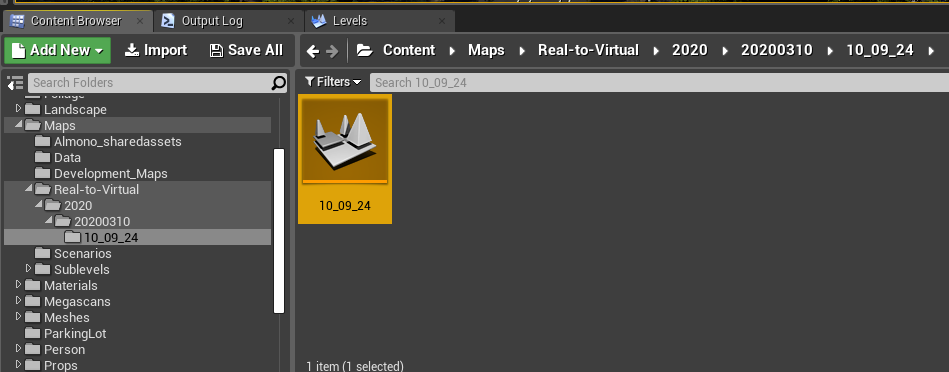 Content Browser
Output Log
Levels
Add New
Import
Save All
Content
Maps
Real-to-Virtual
2020
20200310
10_09_24
Search Folders
Filters
Search 10_09_24
Foliage
Landscape
Maps
Almono_sharedassets
Data
Development_Maps
Real-to-Virtual
2020
20200310
10_09_24
Scenarios
Sublevels
Materials
Megascans
Meshes
ParkingLot
Person
Props
10_09_24
1 item (1 selected)